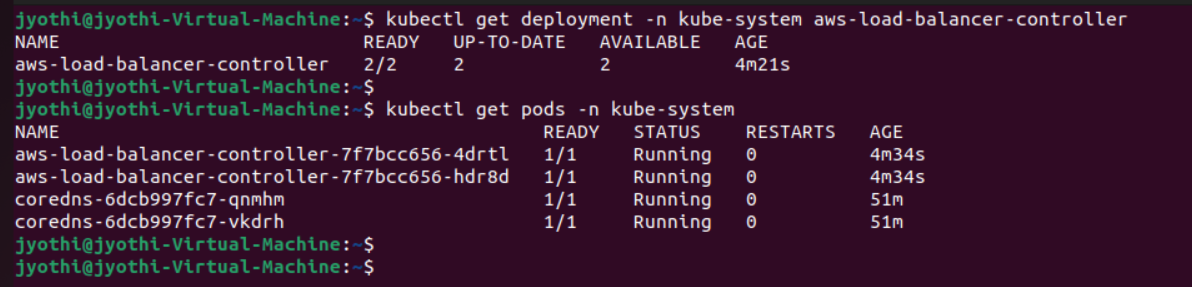 jyothi@jyothi-Virtual-Machine:~$ kubectl get deployment -n kube-system aws-load-balancer-controller
NAME READY UP-TO-DATE AVAILABLE AGE
aws-load-balancer-controller 2/2 2 2 4m21s
jyothi@jyothi-Virtual-Machine:~$
jyothi@jyothi-Virtual-Machine:~$ kubectl get pods -n kube-system
NAME READY STATUS RESTARTS AGE
aws-load-balancer-controller-7f7bcc656-4drtl 1/1 Running 0 4m34s
aws-load-balancer-controller-7f7bcc656-hdr8d 1/1 Running 0 4m34s
coredns-6dcb997fc7-qnmhm 1/1 Running 0 51m
coredns-6dcb997fc7-vkdrh 1/1 Running 0 51m
jyothi@jyothi-Virtual-Machine:~$
jyothi@jyothi-Virtual-Machine:~$